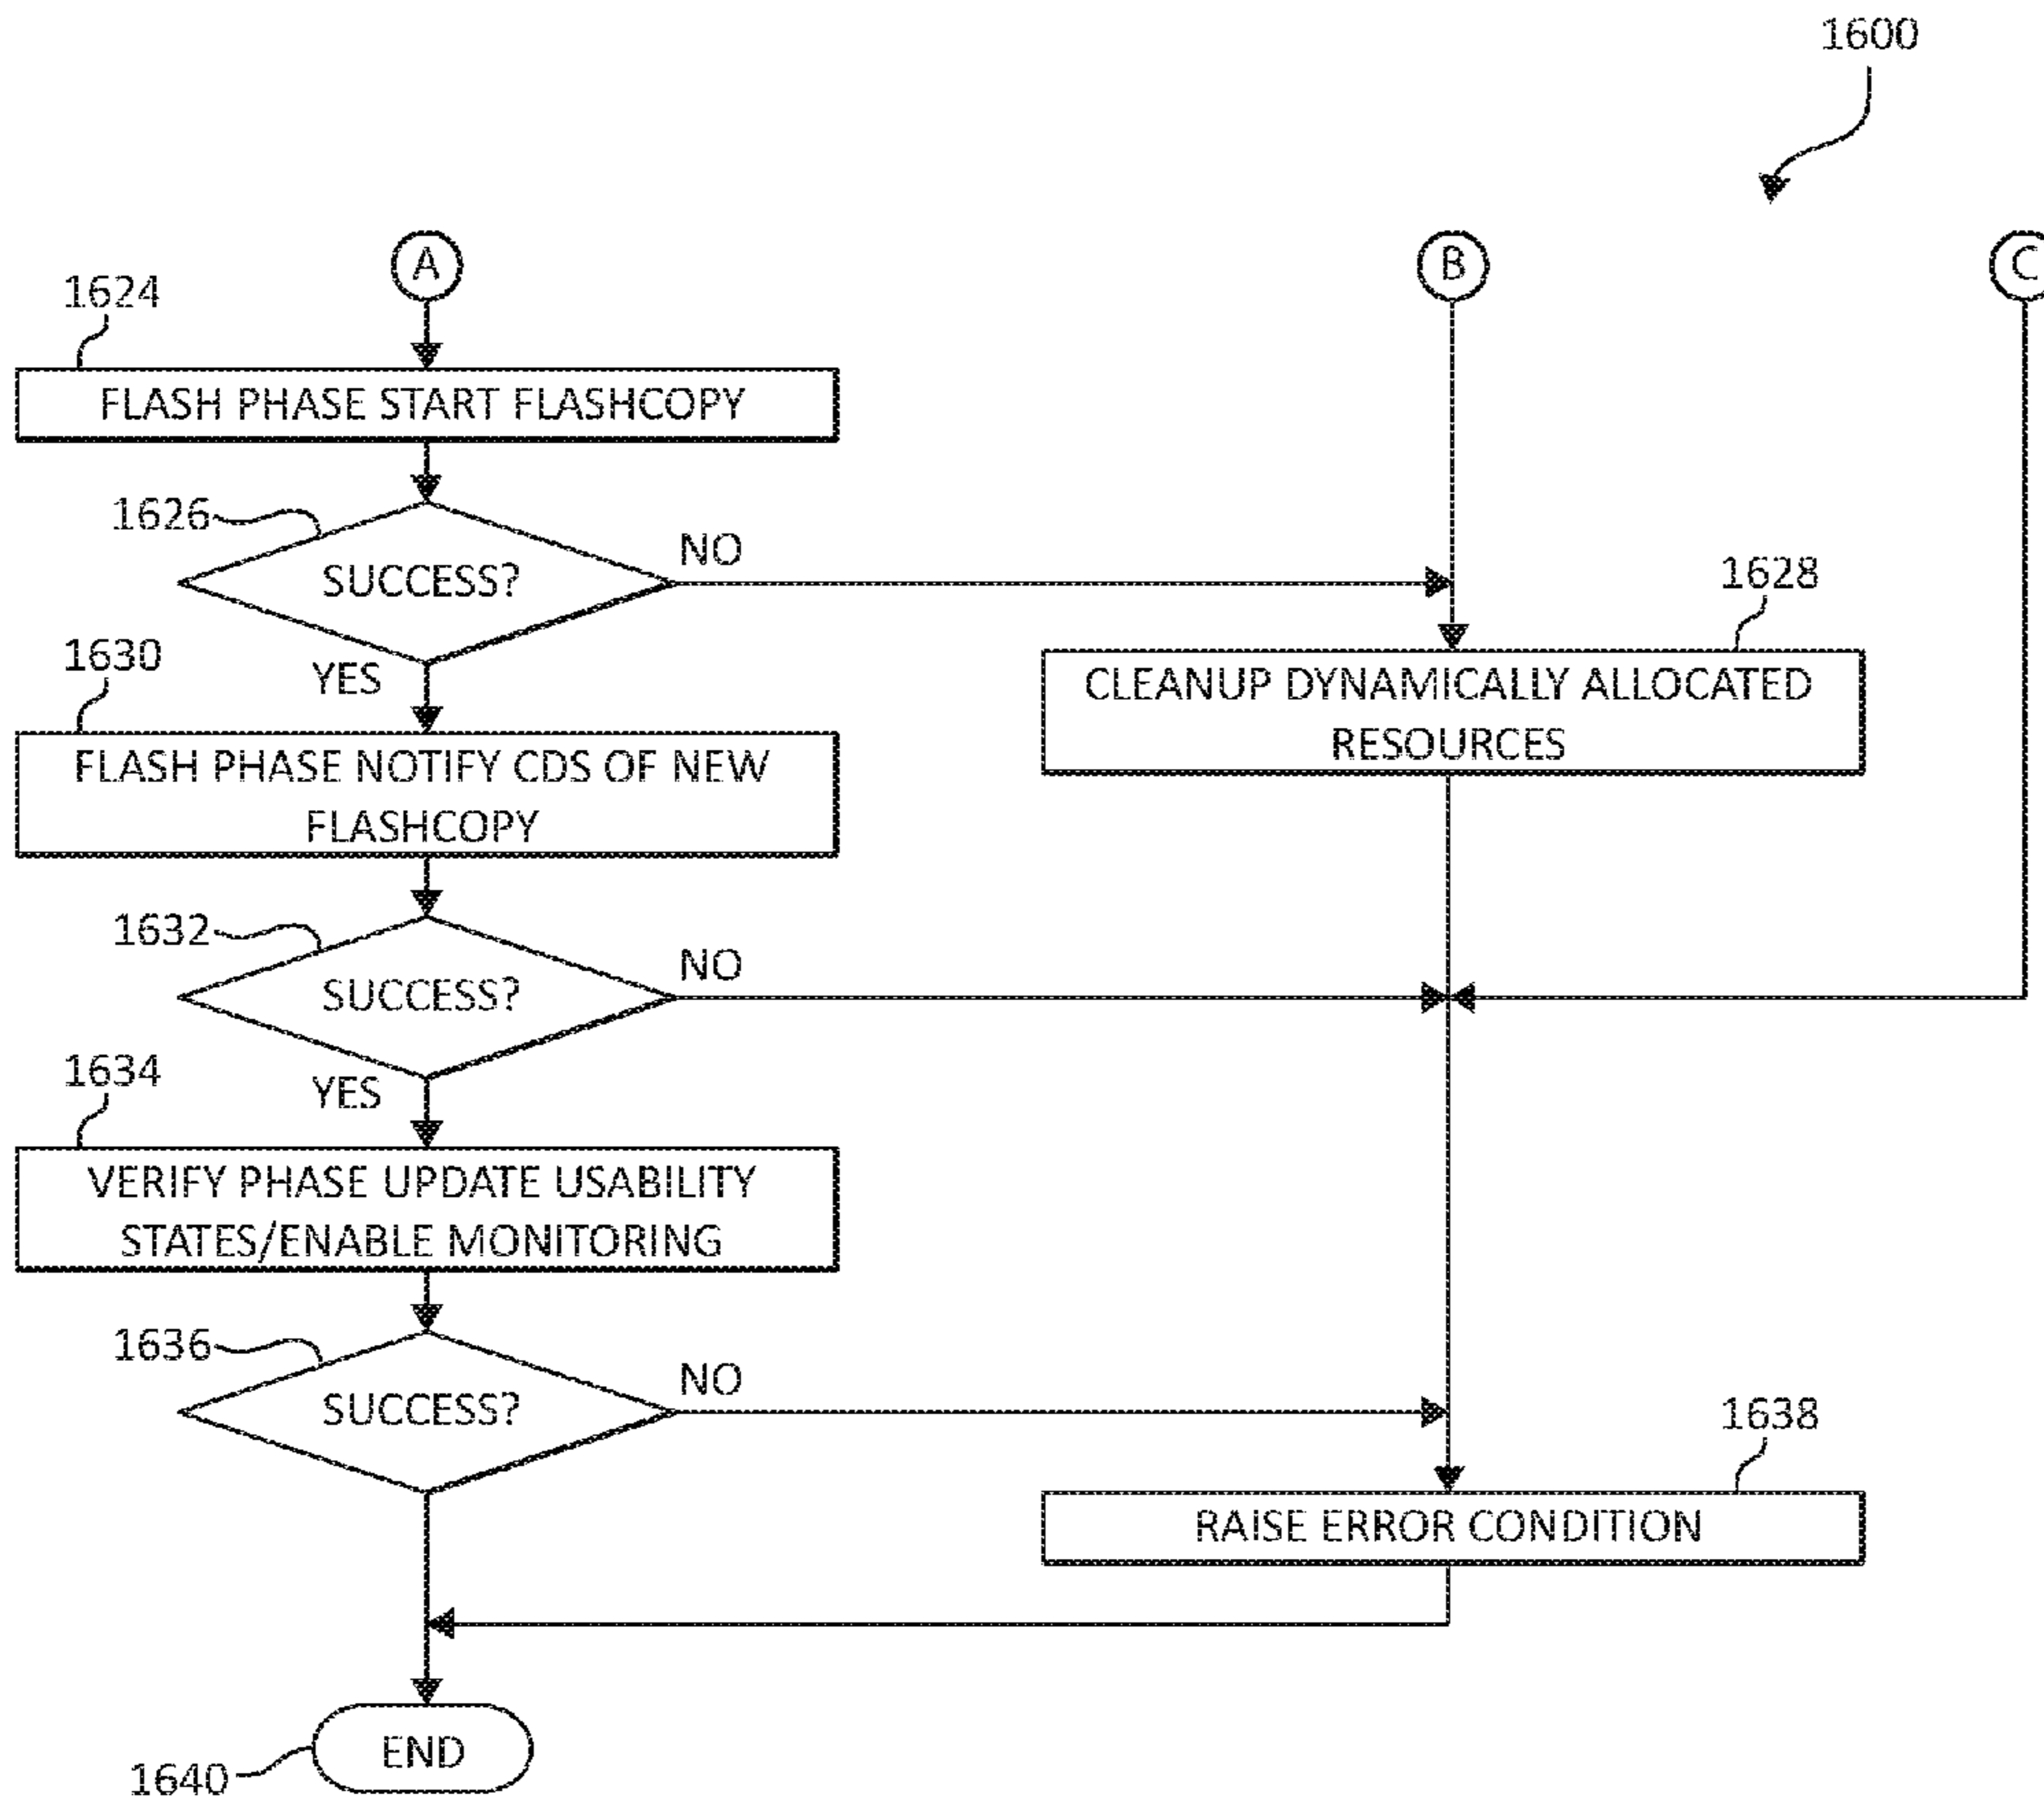 1600
A
B
C
1624
FLASH PHASE START FLASHCOPY
1626
SUCCESS?
NO
YES
1628
CLEANUP DYNAMICALLY ALLOCATED
RESOURCES
1630
FLASH PHASE NOTIFY CDS OF NEW
FLASHCOPY
1632
SUCCESS?
NO
YES
1634
VERIFY PHASE UPDATE USABILITY
STATES/ENABLE MONITORING
1636
SUCCESS?
NO
1638
RAISE ERROR CONDITION
END
1640